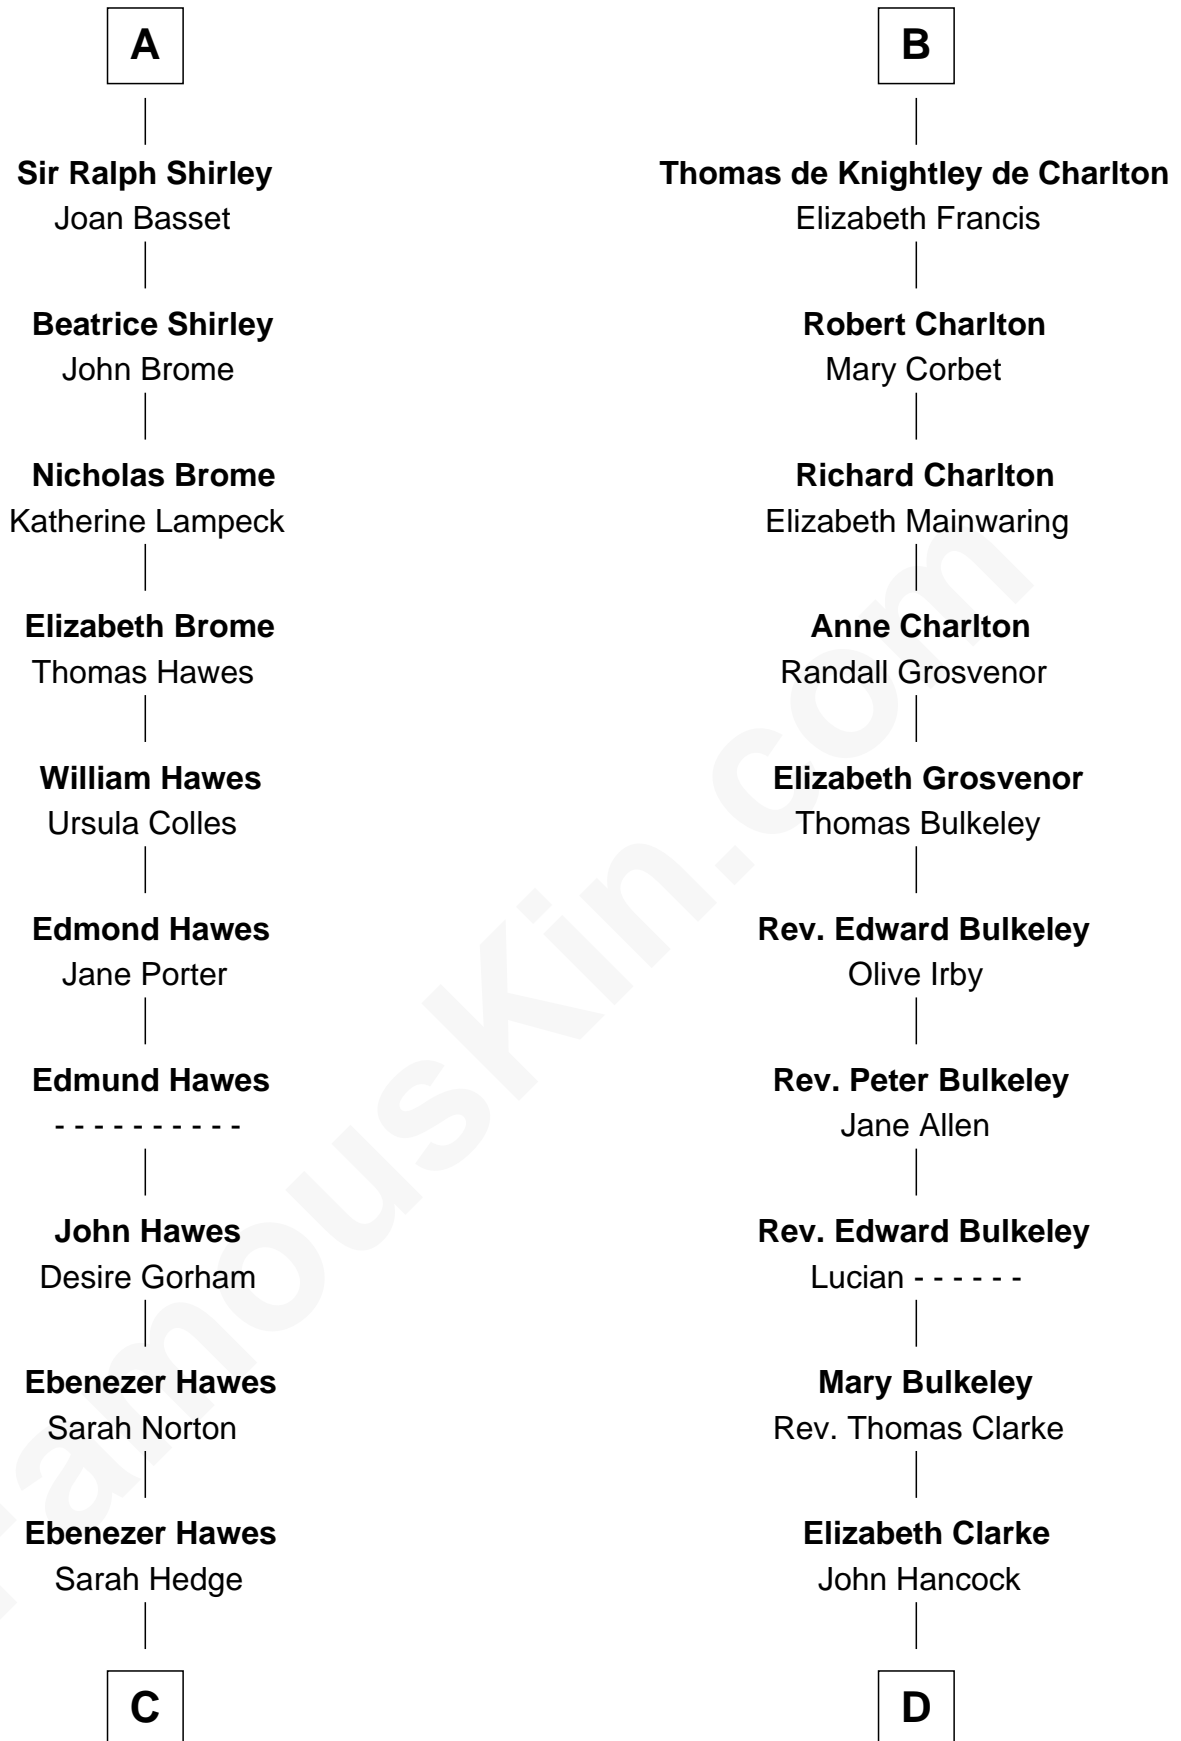 A
Sir Ralph Shirley
Joan Basset
Beatrice Shirley
John Brome
Nicholas Brome
Katherine Lampeck
Elizabeth Brome
Thomas Hawes
William Hawes
Ursula Colles
Edmond Hawes
Jane Porter
Edmund Hawes
- - - - - - - - - -
John Hawes
Desire Gorham
Ebenezer Hawes
Sarah Norton
Ebenezer Hawes
Sarah Hedge
C
B
Thomas de Knightley de Charlton
Elizabeth Francis
Robert Charlton
Mary Corbet
Richard Charlton
Elizabeth Mainwaring
Anne Charlton
Randall Grosvenor
Elizabeth Grosvenor
Thomas Bulkeley
Rev. Edward Bulkeley
Olive Irby
Rev. Peter Bulkeley
Jane Allen
Rev. Edward Bulkeley
Lucian - - - - - -
Mary Bulkeley
Rev. Thomas Clarke
Elizabeth Clarke
John Hancock
D
FamousKin.com